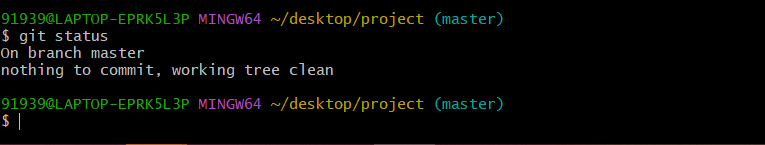 91939@LAPTOP-EPRK5L3P MINGW64 ~/desktop/project (master)
$ git status
On branch master
nothing to commit, working tree clean
91939@LAPTOP-EPRK5L3P MINGW64 ~/desktop/project (master)
$